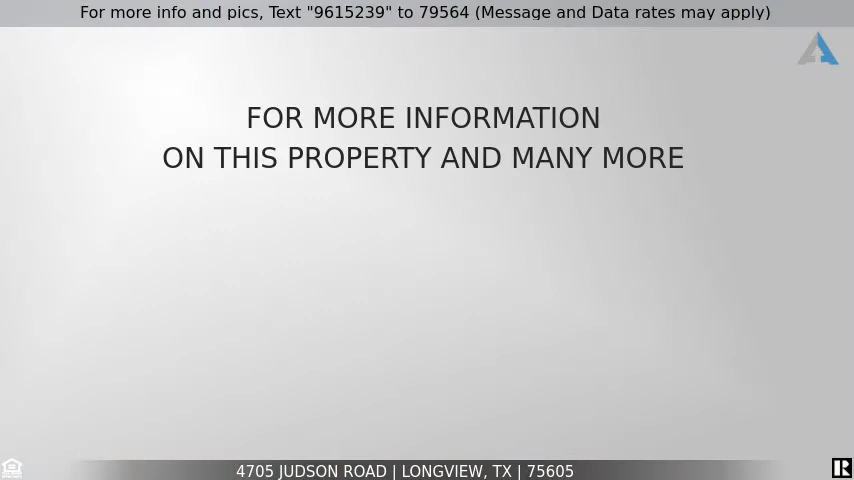 For more info and pics, Text "9615239" to 79564 (Message and Data rates may apply)
FOR MORE INFORMATION
ON THIS PROPERTY AND MANY MORE
4705 JUDSON ROAD | LONGVIEW, TX | 75605